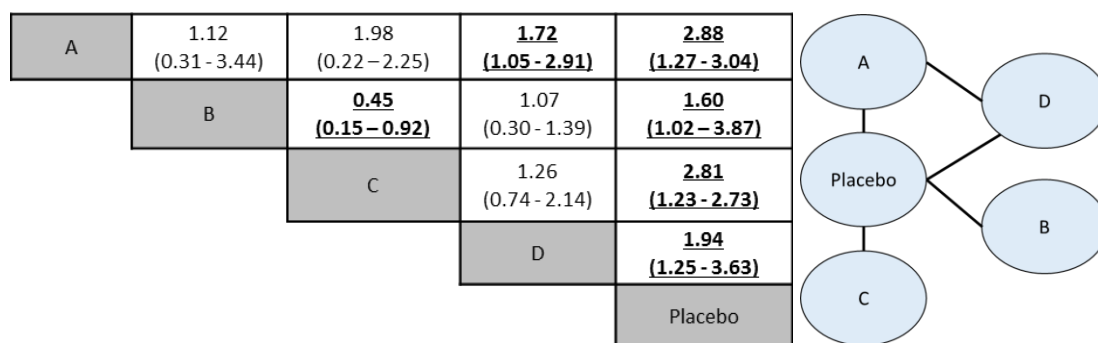 A
1.12
(0.31 - 3.44)
1.98
(0.22 – 2.25)
1.72
(1.05 - 2.91)
2.88
(1.27 - 3.04)
B
0.45
(0.15 – 0.92)
1.07
(0.30 - 1.39)
1.60
(1.02 – 3.87)
C
1.26
(0.74 - 2.14)
2.81
(1.23 - 2.73)
D
1.94
(1.25 - 3.63)
Placebo
A
D
Placebo
B
C